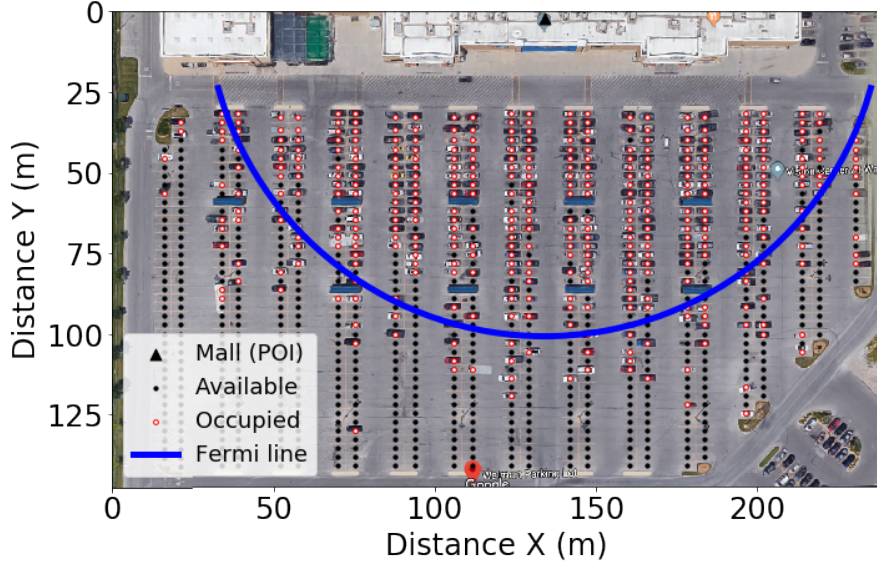 0
25
50
75
100
125
Distance Y (m)
Mall (POI)
Available
Occupied
Fermi line
Walmart Parking Lot
Google
0
50
100
150
200
Distance X (m)